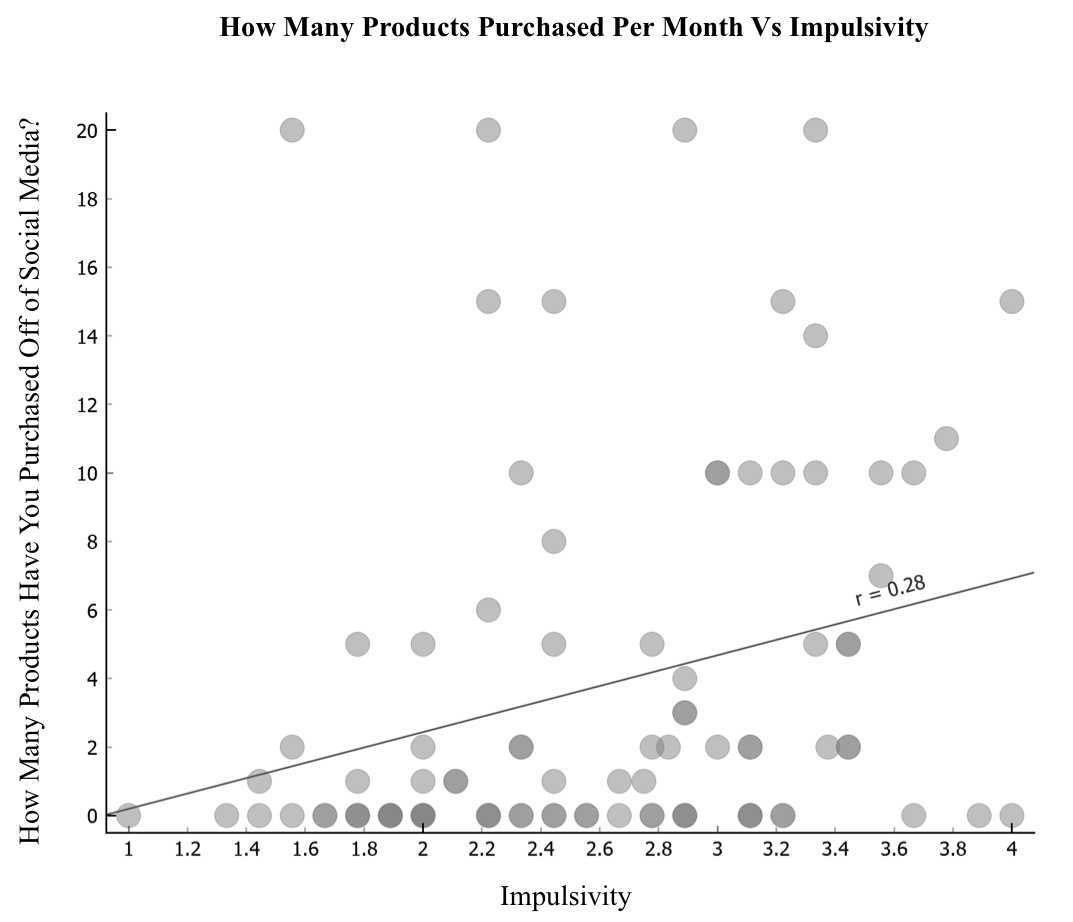 How Many Products Purchased Per Month Vs Impulsivity
How Many Products Have You Purchased Off of Social Media?
20
18
16
14
12
10
8
6
4
2
0
r = 0.28
1 1.2 1.4 1.6 1.8 2 2.2 2.4 2.6 2.8 3 3.2 3.4 3.6 3.8 4
Impulsivity